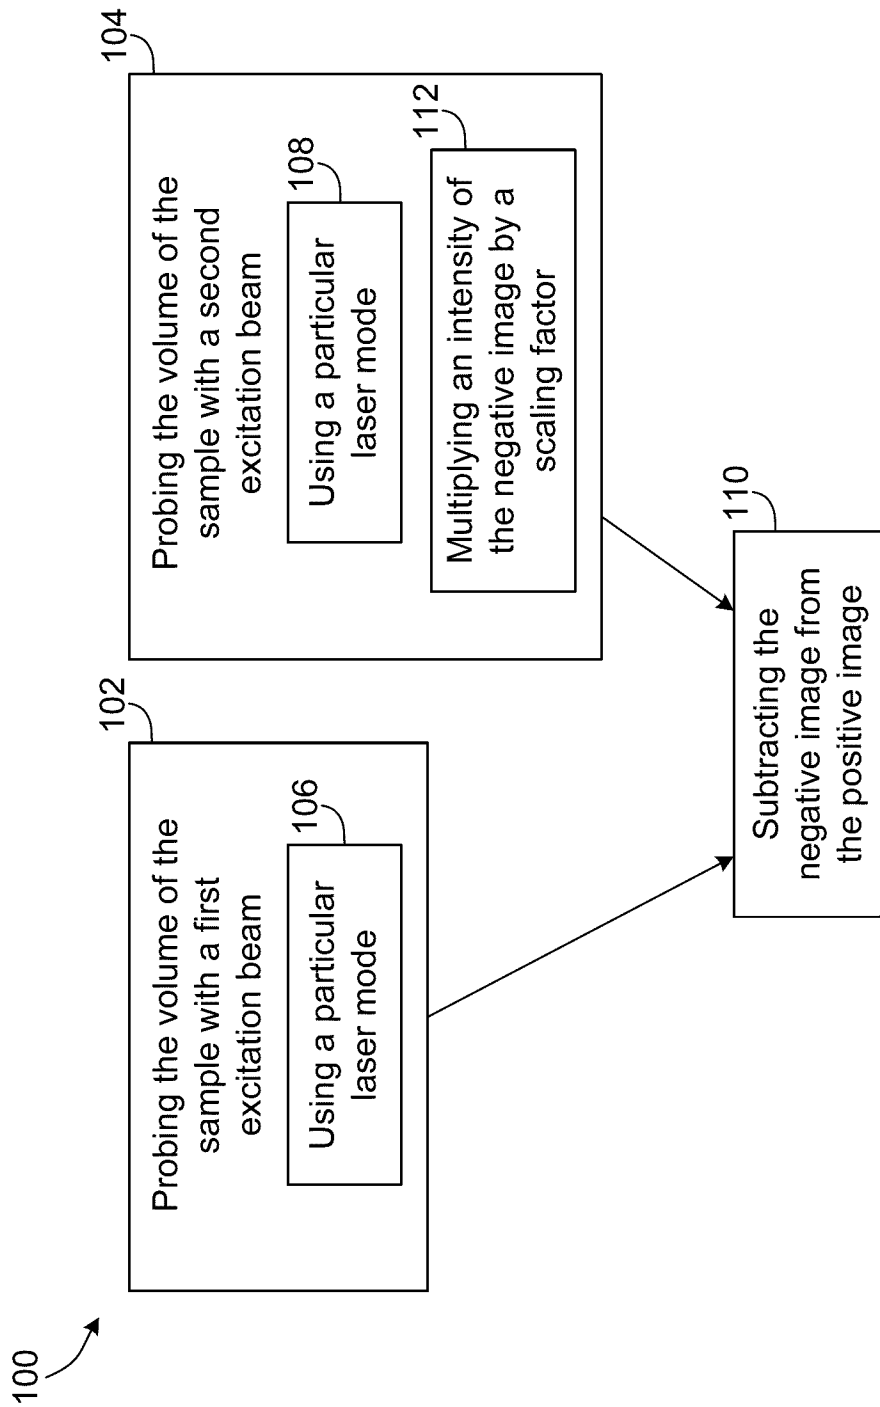 100
102
Probing the volume of the
sample with a first
excitation beam
106
Using a particular
laser mode
104
Probing the volume of the
sample with a second
excitation beam
108
Using a particular
laser mode
112
Multiplying an intensity of
the negative image by a
scaling factor
110
Subtracting the
negative image from
the positive image